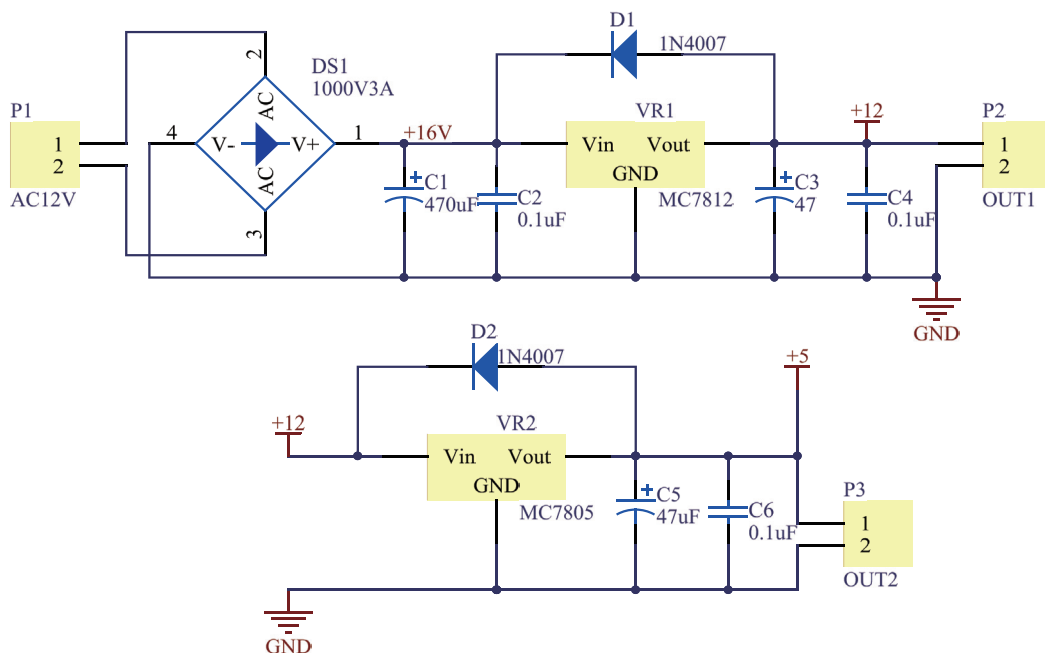 D1
1N4007
P1
1
2
AC12V
2
DS1
1000V3A
4
V-
AC
V+
AC
3
1
+16V
+
C1
470uF
C2
0.1uF
VR1
Vin
Vout
GND
MC7812
+
C3
47
+12
C4
0.1uF
P2
1
2
OUT1
GND
D2
1N4007
+12
VR2
Vin
Vout
GND
MC7805
+
C5
47uF
C6
0.1uF
+5
P3
1
2
OUT2
GND